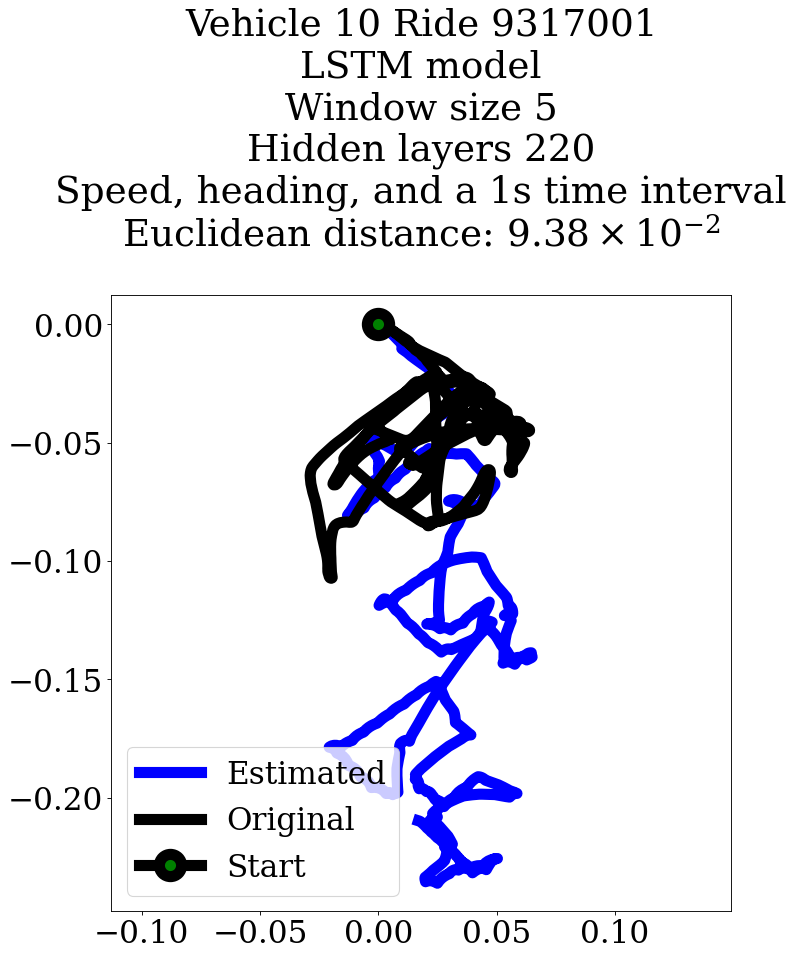 Vehicle 10 Ride 9317001
LSTM model
Window size 5
Hidden layers 220
Speed, heading, and a 1s time interval
Euclidean distance: 9.38 × 10⁻²
0.00
−0.05
−0.10
−0.15
−0.20
Estimated
Original
Start
−0.10 −0.05 0.00 0.05 0.10